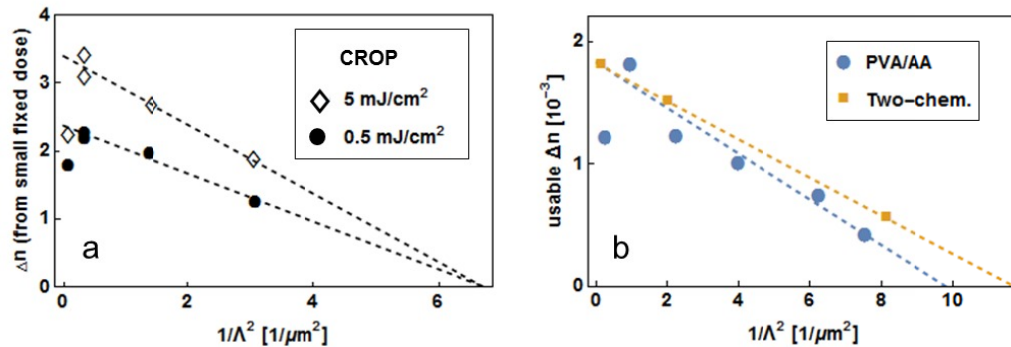 Δn (from small fixed dose)
4
3
2
1
0
0
2
4
6
1/Λ² [1/μm²]
CROP
5 mJ/cm²
0.5 mJ/cm²
a
usable Δn [10⁻³]
2
1
0
0
2
4
6
8
10
1/Λ² [1/μm²]
PVA/AA
Two–chem.
b